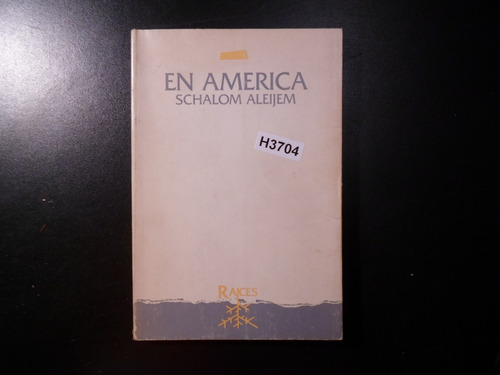 EN AMERICA
SCHALOM ALEIJEM
H3704
RAICES